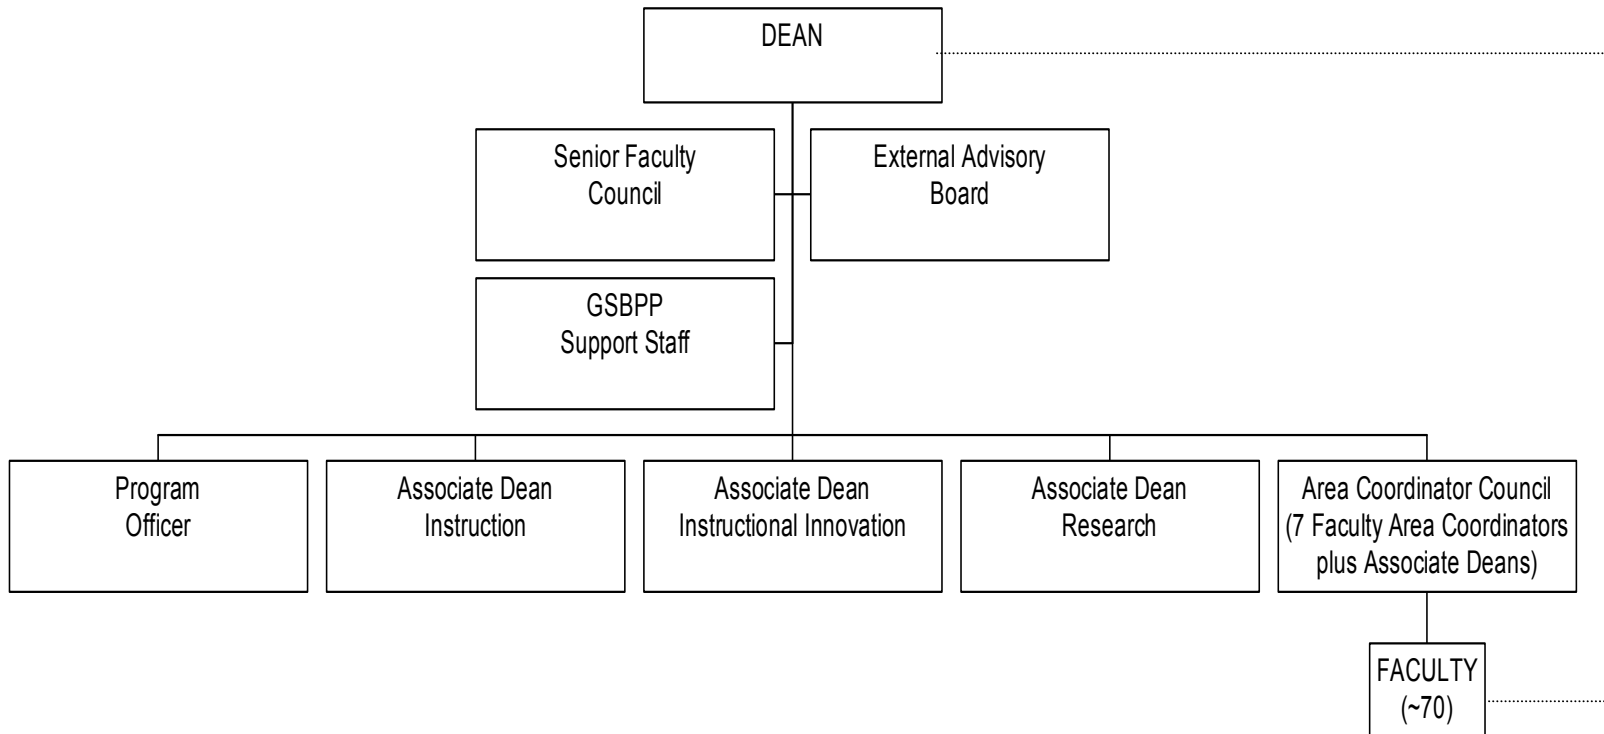 DEAN
Senior Faculty
Council
External Advisory
Board
GSBPP
Support Staff
Program
Officer
Associate Dean
Instruction
Associate Dean
Instructional Innovation
Associate Dean
Research
Area Coordinator Council
(7 Faculty Area Coordinators
plus Associate Deans)
FACULTY
(~70)